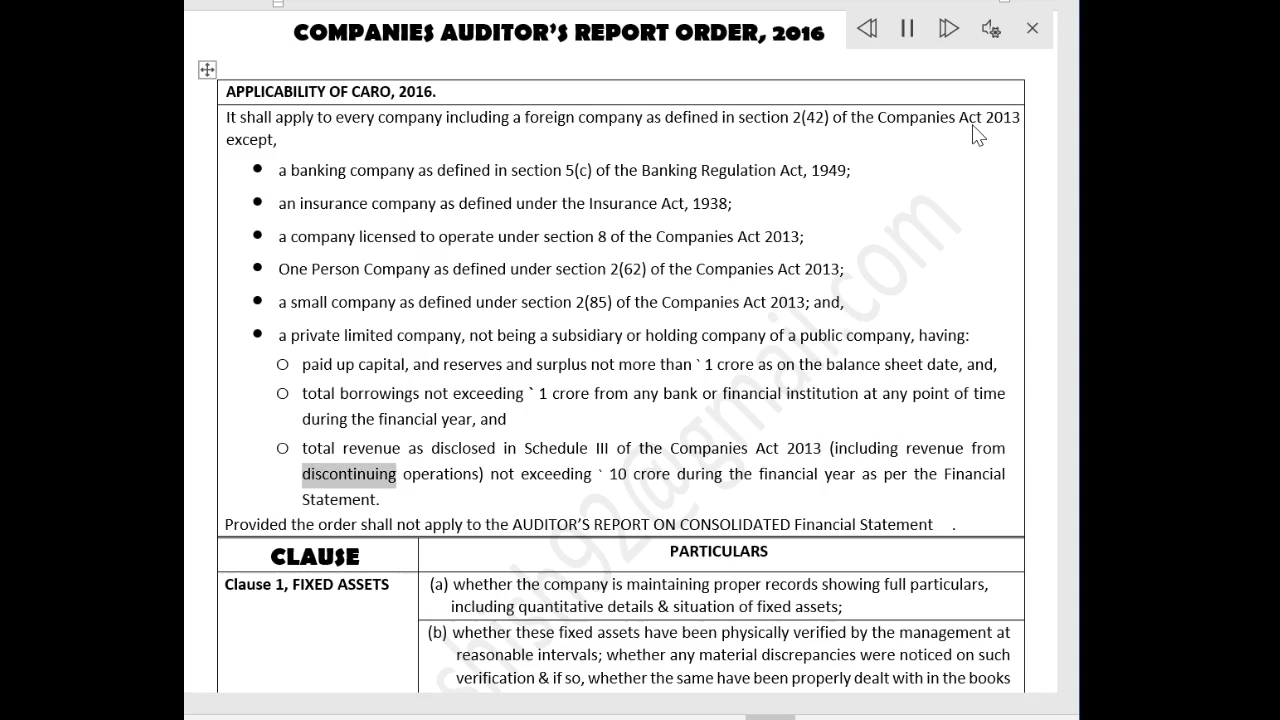 COMPANIES AUDITOR'S REPORT ORDER, 2016
APPLICABILITY OF CARO, 2016.
It shall apply to every company including a foreign company as defined in section 2(42) of the Companies Act 2013
except,
• a banking company as defined in section 5(c) of the Banking Regulation Act, 1949;
• an insurance company as defined under the Insurance Act, 1938;
• a company licensed to operate under section 8 of the Companies Act 2013;
• One Person Company as defined under section 2(62) of the Companies Act 2013;
• a small company as defined under section 2(85) of the Companies Act 2013; and,
• a private limited company, not being a subsidiary or holding company of a public company, having:
○ paid up capital, and reserves and surplus not more than ` 1 crore as on the balance sheet date, and,
○ total borrowings not exceeding ` 1 crore from any bank or financial institution at any point of time
during the financial year, and
○ total revenue as disclosed in Schedule III of the Companies Act 2013 (including revenue from
discontinuing operations) not exceeding ` 10 crore during the financial year as per the Financial
Statement.
Provided the order shall not apply to the AUDITOR'S REPORT ON CONSOLIDATED Financial Statement .
CLAUSE PARTICULARS
Clause 1, FIXED ASSETS (a) whether the company is maintaining proper records showing full particulars,
including quantitative details & situation of fixed assets;
(b) whether these fixed assets have been physically verified by the management at
reasonable intervals; whether any material discrepancies were noticed on such
verification & if so, whether the same have been properly dealt with in the books
shish92@gmail.com